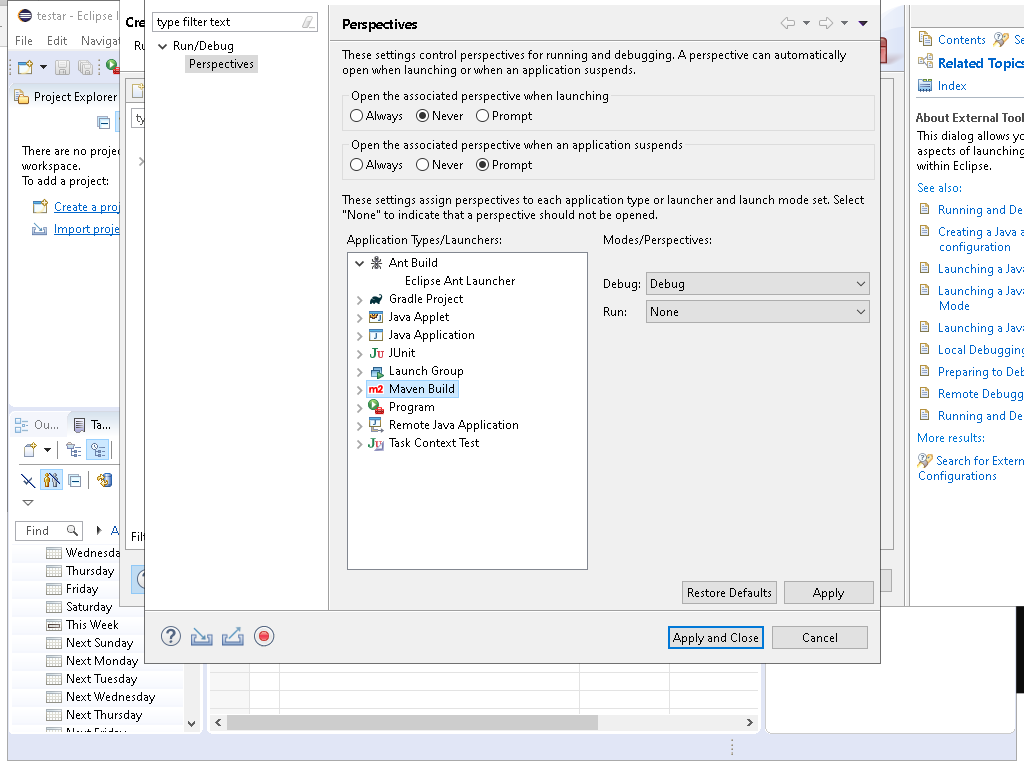 testar - Eclipse I
File Edit Navigat
Project Explorer
There are no proje
workspace.
To add a project:
Create a proj
Import proje
Ou...
Ta...
Find
A
Wednesda
Thursday
Friday
Saturday
This Week
Next Sunday
Next Monday
Next Tuesday
Next Wednesday
Next Thursday
Next Friday
Cre
Ru
ty
Filt
type filter text
Run/Debug
Perspectives
Perspectives
These settings control perspectives for running and debugging. A perspective can automatically
open when launching or when an application suspends.
Open the associated perspective when launching
Always Never Prompt
Open the associated perspective when an application suspends
Always Never Prompt
These settings assign perspectives to each application type or launcher and launch mode set. Select
"None" to indicate that a perspective should not be opened.
Application Types/Launchers:
Modes/Perspectives:
Ant Build
Eclipse Ant Launcher
Gradle Project
Java Applet
Java Application
Ju JUnit
Launch Group
m2 Maven Build
Program
Remote Java Application
Ju Task Context Test
Debug: Debug
Run: None
Restore Defaults
Apply
Apply and Close
Cancel
Contents
Se
Related Topics
Index
About External Tool
This dialog allows yo
aspects of launching
within Eclipse.
See also:
Running and De
Creating a Java a
configuration
Launching a Java
Launching a Java
Mode
Launching a Java
Local Debugging
Preparing to Deb
Remote Debugg
Running and De
More results:
Search for Extern
Configurations